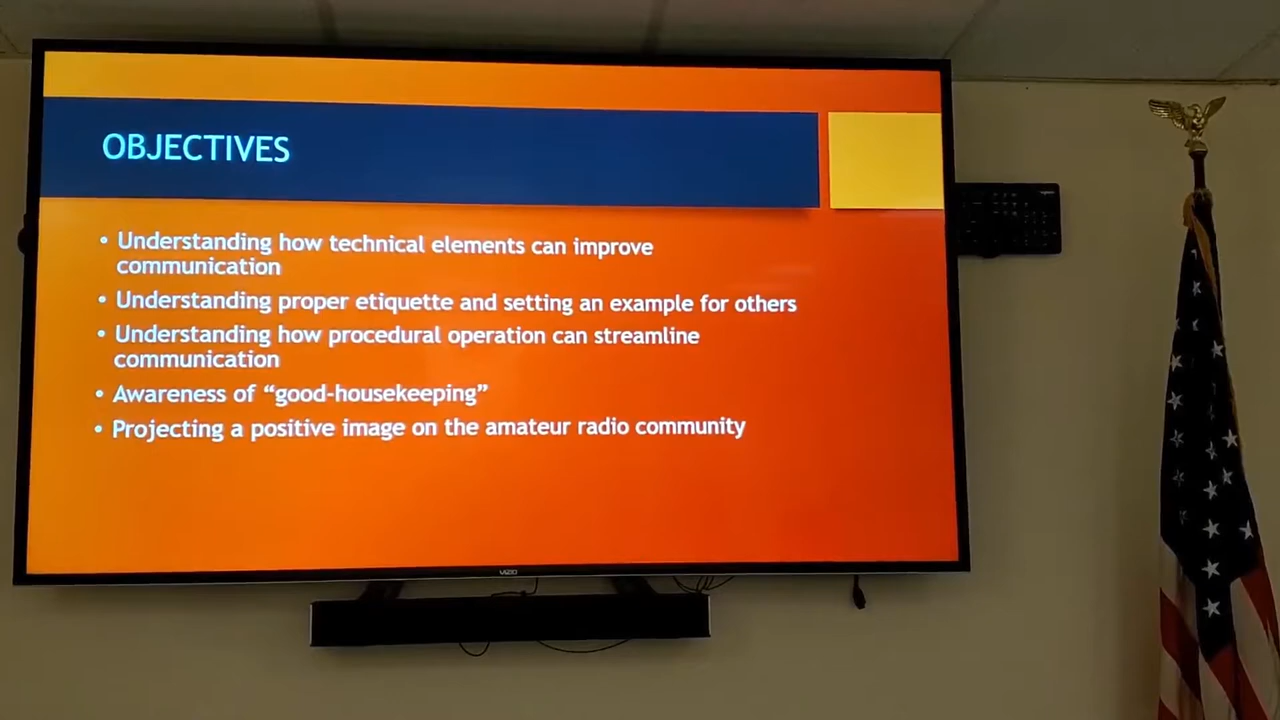 OBJECTIVES
• Understanding how technical elements can improve
communication
• Understanding proper etiquette and setting an example for others
• Understanding how procedural operation can streamline
communication
• Awareness of “good-housekeeping”
• Projecting a positive image on the amateur radio community
VIZIO